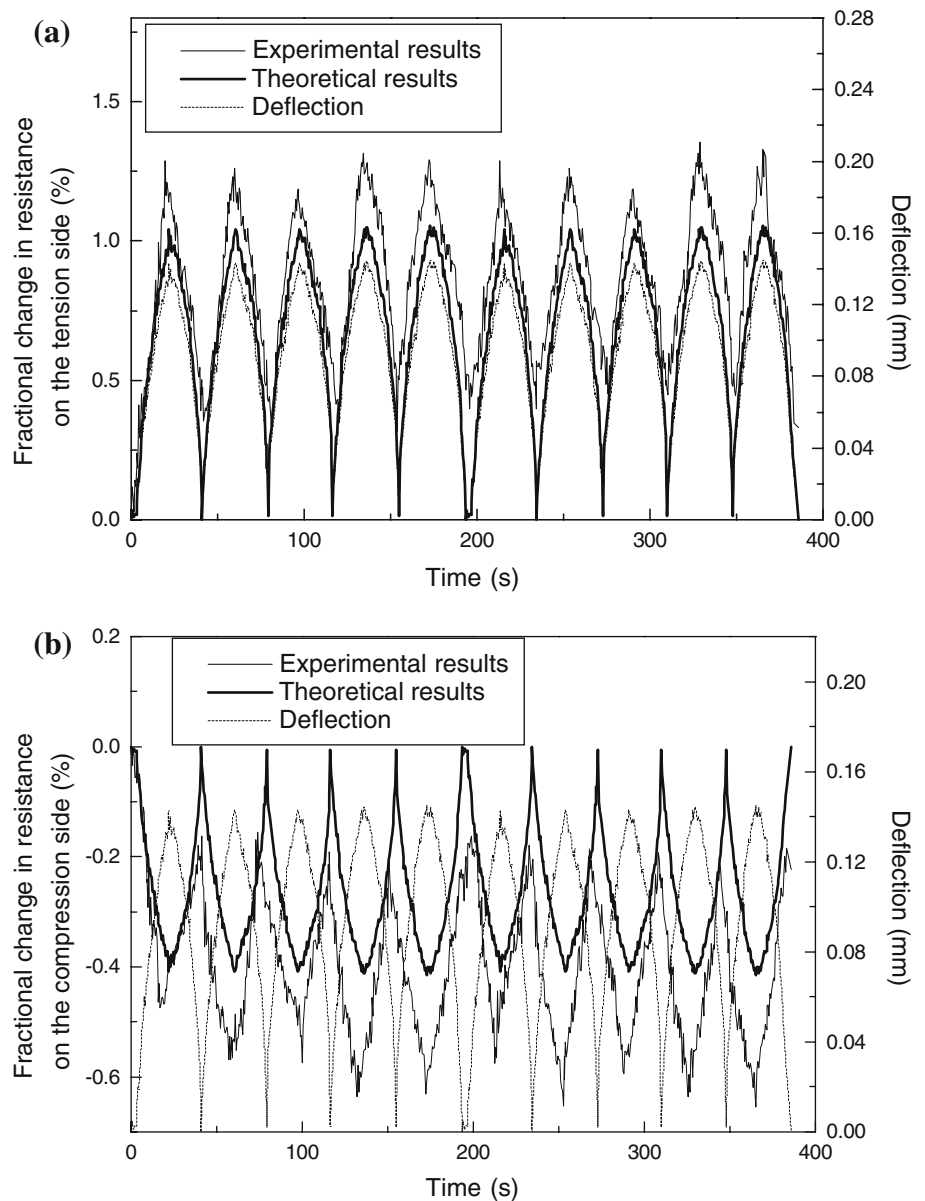 (a)
Experimental results
Theoretical results
Deflection
Fractional change in resistance
on the tension side (%)
1.5
1.0
0.5
0.0
0.28
0.24
0.20
0.16
0.12
0.08
0.04
0.00
Deflection (mm)
0 100 200 300 400
Time (s)
(b)
Experimental results
Theoretical results
Deflection
Fractional change in resistance
on the compression side (%)
0.2
0.0
-0.2
-0.4
-0.6
0.20
0.16
0.12
0.08
0.04
0.00
Deflection (mm)
0 100 200 300 400
Time (s)